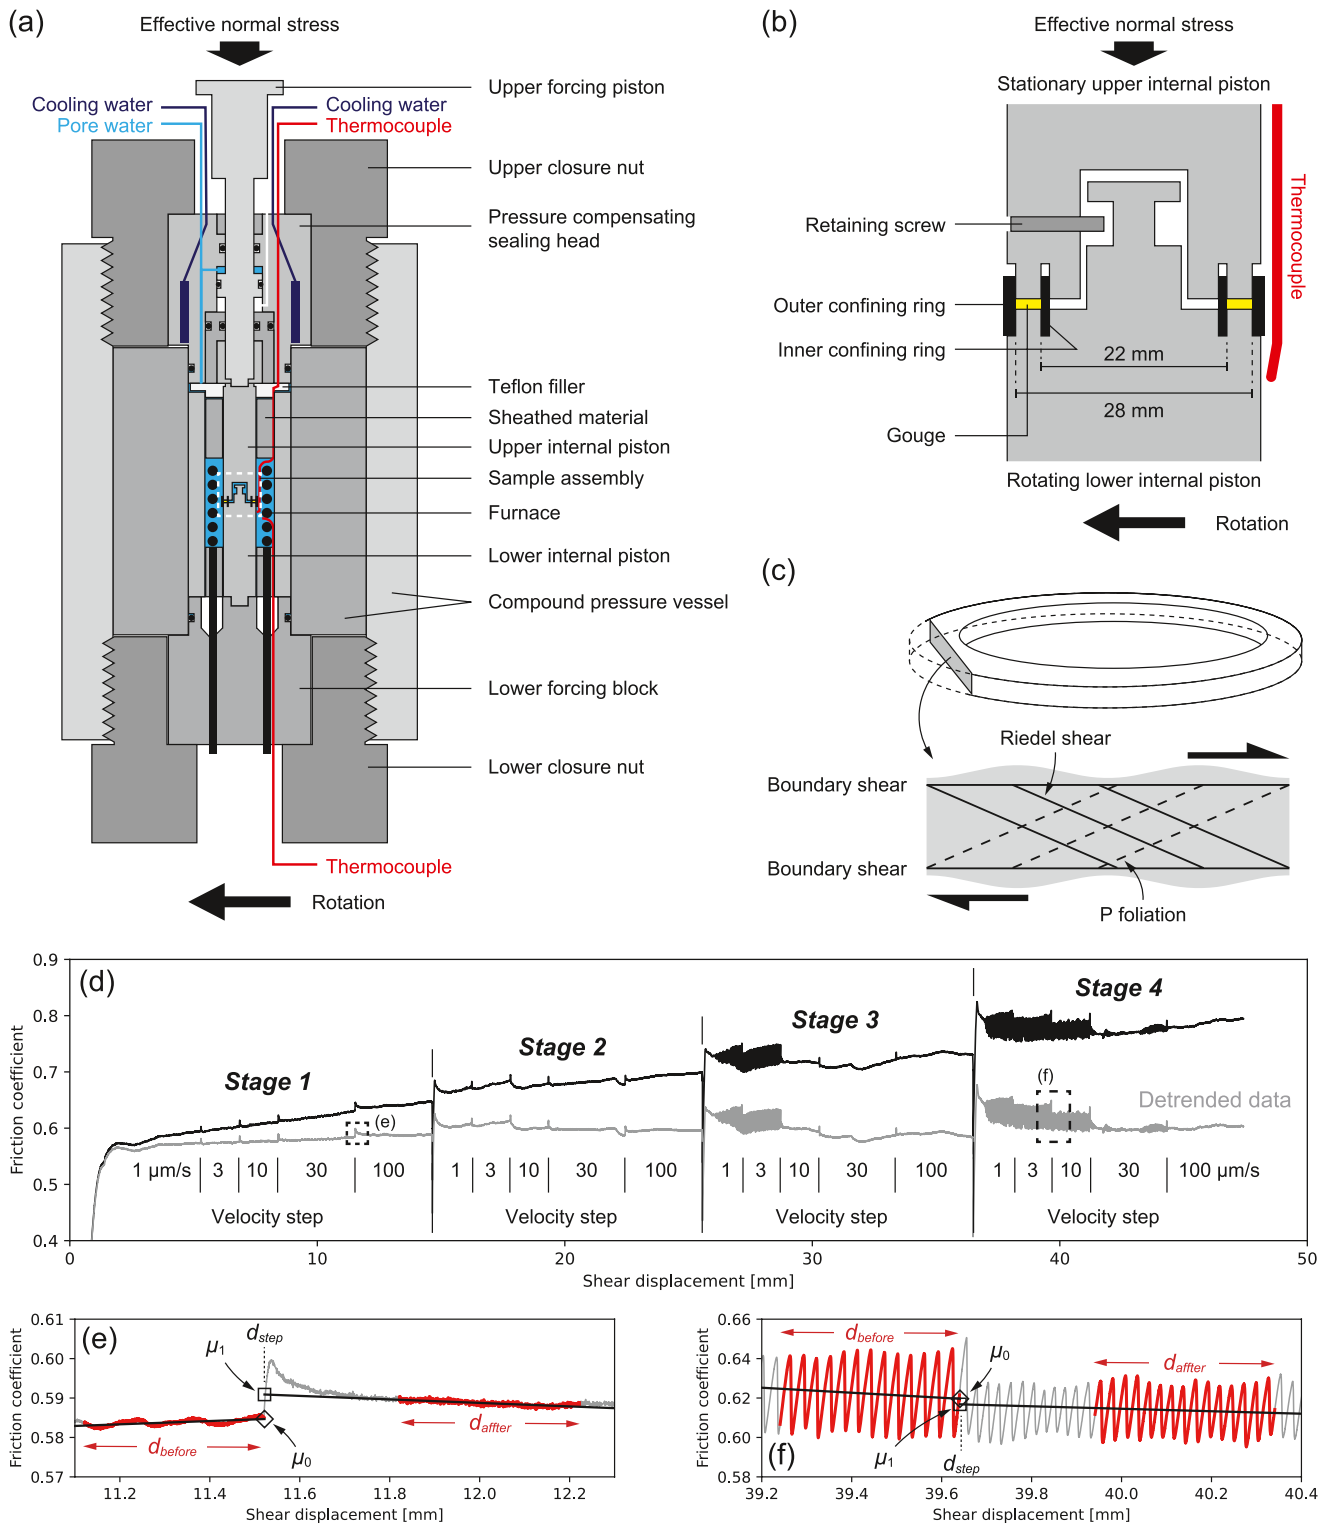 (a)
Effective normal stress
Cooling water
Pore water
Cooling water
Thermocouple
Upper forcing piston
Upper closure nut
Pressure compensating
sealing head
Teflon filler
Sheathed material
Upper internal piston
Sample assembly
Furnace
Lower internal piston
Compound pressure vessel
Lower forcing block
Lower closure nut
Thermocouple
Rotation
(b)
Effective normal stress
Stationary upper internal piston
Thermocouple
Retaining screw
Outer confining ring
Inner confining ring
22 mm
28 mm
Gouge
Rotating lower internal piston
Rotation
(c)
Riedel shear
Boundary shear
Boundary shear
P foliation
(d)
Friction coefficient
0.9
0.8
0.7
0.6
0.5
0.4
Stage 1
Stage 2
Stage 3
Stage 4
(e)
(f)
Detrended data
1 μm/s 3 10 30 100
1 3 10 30 100
1 3 10 30 100
1 3 10 30 100 μm/s
Velocity step
Velocity step
Velocity step
Velocity step
0 10 20 30 40 50
Shear displacement [mm]
(e)
Friction coefficient
0.61
0.60
0.59
0.58
0.57
d step
μ1
μ0
d before
d affter
11.2 11.4 11.6 11.8 12.0 12.2
Shear displacement [mm]
(f)
Friction coefficient
0.66
0.64
0.62
0.60
0.58
d before
μ0
d affter
μ1
d step
39.2 39.4 39.6 39.8 40.0 40.2 40.4
Shear displacement [mm]